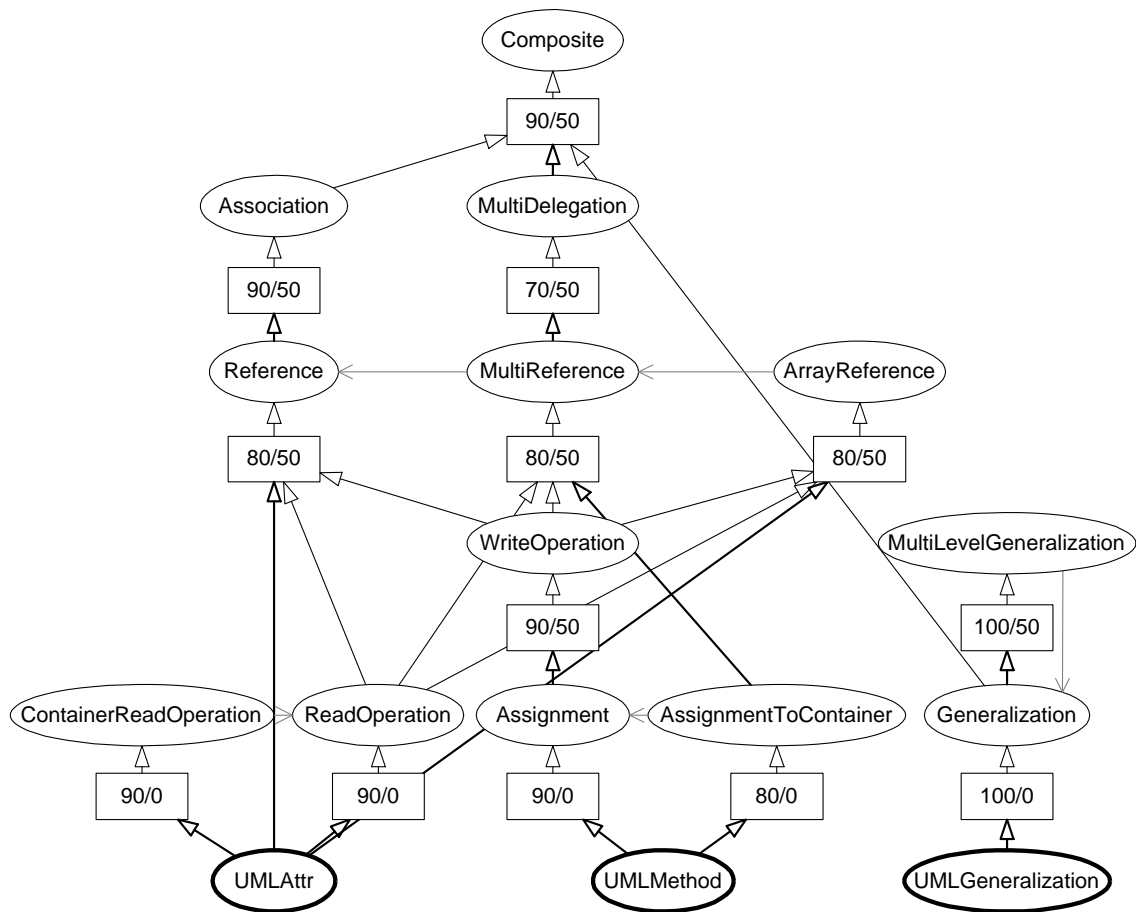 Composite
90/50
Association
MultiDelegation
90/50
70/50
Reference
MultiReference
ArrayReference
80/50
80/50
80/50
WriteOperation
MultiLevelGeneralization
90/50
100/50
ContainerReadOperation
ReadOperation
Assignment
AssignmentToContainer
Generalization
90/0
90/0
90/0
80/0
100/0
UMLAttr
UMLMethod
UMLGeneralization